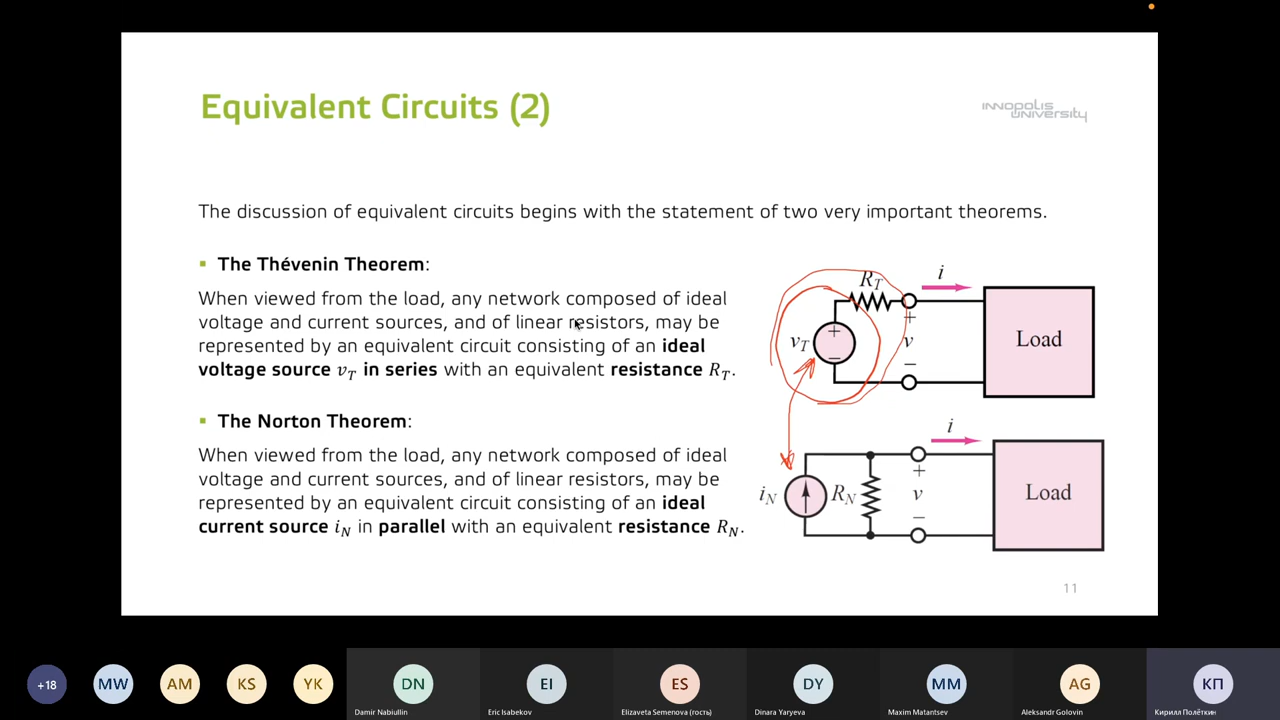 Equivalent Circuits (2)
INNOPOLIS
UNIVERSITY
The discussion of equivalent circuits begins with the statement of two very important theorems.
▪ The Thévenin Theorem:
When viewed from the load, any network composed of ideal
voltage and current sources, and of linear resistors, may be
represented by an equivalent circuit consisting of an ideal
voltage source v_T in series with an equivalent resistance R_T.
R_T
i
+
v_T
+
−
v
−
Load
▪ The Norton Theorem:
When viewed from the load, any network composed of ideal
voltage and current sources, and of linear resistors, may be
represented by an equivalent circuit consisting of an ideal
current source i_N in parallel with an equivalent resistance R_N.
i
+
i_N
R_N
v
−
Load
11
+18
MW
AM
KS
YK
DN
Damir Nabiullin
EI
Eric Isabekov
ES
Elizaveta Semenova (гость)
DY
Dinara Yaryeva
MM
Maxim Matantsev
AG
Aleksandr Golovin
КП
Кирилл Полёткин